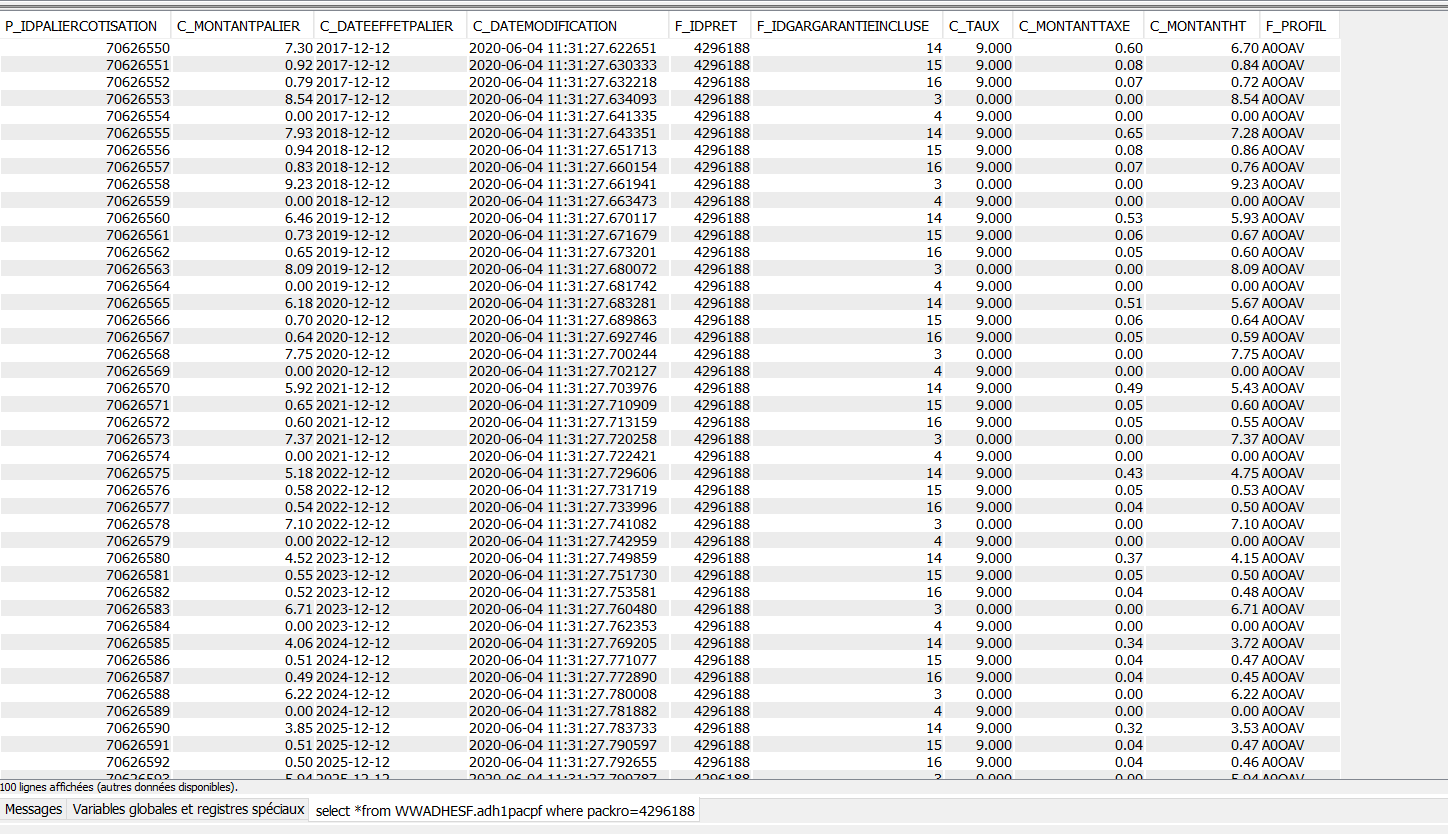 P_IDPALIERCOTISATION C_MONTANTPALIER C_DATEEFFETPALIER C_DATEMODIFICATION F_IDPRET F_IDGARGARANTIEINCLUSE C_TAUX C_MONTANTTAXE C_MONTANTHT F_PROFIL
70626550 7.30 2017-12-12 2020-06-04 11:31:27.622651 4296188 14 9.000 0.60 6.70 A0OAV
70626551 0.92 2017-12-12 2020-06-04 11:31:27.630333 4296188 15 9.000 0.08 0.84 A0OAV
70626552 0.79 2017-12-12 2020-06-04 11:31:27.632218 4296188 16 9.000 0.07 0.72 A0OAV
70626553 8.54 2017-12-12 2020-06-04 11:31:27.634093 4296188 3 0.000 0.00 8.54 A0OAV
70626554 0.00 2017-12-12 2020-06-04 11:31:27.641335 4296188 4 9.000 0.00 0.00 A0OAV
70626555 7.93 2018-12-12 2020-06-04 11:31:27.643351 4296188 14 9.000 0.65 7.28 A0OAV
70626556 0.94 2018-12-12 2020-06-04 11:31:27.651713 4296188 15 9.000 0.08 0.86 A0OAV
70626557 0.83 2018-12-12 2020-06-04 11:31:27.660154 4296188 16 9.000 0.07 0.76 A0OAV
70626558 9.23 2018-12-12 2020-06-04 11:31:27.661941 4296188 3 0.000 0.00 9.23 A0OAV
70626559 0.00 2018-12-12 2020-06-04 11:31:27.663473 4296188 4 9.000 0.00 0.00 A0OAV
70626560 6.46 2019-12-12 2020-06-04 11:31:27.670117 4296188 14 9.000 0.53 5.93 A0OAV
70626561 0.73 2019-12-12 2020-06-04 11:31:27.671679 4296188 15 9.000 0.06 0.67 A0OAV
70626562 0.65 2019-12-12 2020-06-04 11:31:27.673201 4296188 16 9.000 0.05 0.60 A0OAV
70626563 8.09 2019-12-12 2020-06-04 11:31:27.680072 4296188 3 0.000 0.00 8.09 A0OAV
70626564 0.00 2019-12-12 2020-06-04 11:31:27.681742 4296188 4 9.000 0.00 0.00 A0OAV
70626565 6.18 2020-12-12 2020-06-04 11:31:27.683281 4296188 14 9.000 0.51 5.67 A0OAV
70626566 0.70 2020-12-12 2020-06-04 11:31:27.689863 4296188 15 9.000 0.06 0.64 A0OAV
70626567 0.64 2020-12-12 2020-06-04 11:31:27.692746 4296188 16 9.000 0.05 0.59 A0OAV
70626568 7.75 2020-12-12 2020-06-04 11:31:27.700244 4296188 3 0.000 0.00 7.75 A0OAV
70626569 0.00 2020-12-12 2020-06-04 11:31:27.702127 4296188 4 9.000 0.00 0.00 A0OAV
70626570 5.92 2021-12-12 2020-06-04 11:31:27.703976 4296188 14 9.000 0.49 5.43 A0OAV
70626571 0.65 2021-12-12 2020-06-04 11:31:27.710909 4296188 15 9.000 0.05 0.60 A0OAV
70626572 0.60 2021-12-12 2020-06-04 11:31:27.713159 4296188 16 9.000 0.05 0.55 A0OAV
70626573 7.37 2021-12-12 2020-06-04 11:31:27.720258 4296188 3 0.000 0.00 7.37 A0OAV
70626574 0.00 2021-12-12 2020-06-04 11:31:27.722421 4296188 4 9.000 0.00 0.00 A0OAV
70626575 5.18 2022-12-12 2020-06-04 11:31:27.729606 4296188 14 9.000 0.43 4.75 A0OAV
70626576 0.58 2022-12-12 2020-06-04 11:31:27.731719 4296188 15 9.000 0.05 0.53 A0OAV
70626577 0.54 2022-12-12 2020-06-04 11:31:27.733996 4296188 16 9.000 0.04 0.50 A0OAV
70626578 7.10 2022-12-12 2020-06-04 11:31:27.741082 4296188 3 0.000 0.00 7.10 A0OAV
70626579 0.00 2022-12-12 2020-06-04 11:31:27.742959 4296188 4 9.000 0.00 0.00 A0OAV
70626580 4.52 2023-12-12 2020-06-04 11:31:27.749859 4296188 14 9.000 0.37 4.15 A0OAV
70626581 0.55 2023-12-12 2020-06-04 11:31:27.751730 4296188 15 9.000 0.05 0.50 A0OAV
70626582 0.52 2023-12-12 2020-06-04 11:31:27.753581 4296188 16 9.000 0.04 0.48 A0OAV
70626583 6.71 2023-12-12 2020-06-04 11:31:27.760480 4296188 3 0.000 0.00 6.71 A0OAV
70626584 0.00 2023-12-12 2020-06-04 11:31:27.762353 4296188 4 9.000 0.00 0.00 A0OAV
70626585 4.06 2024-12-12 2020-06-04 11:31:27.769205 4296188 14 9.000 0.34 3.72 A0OAV
70626586 0.51 2024-12-12 2020-06-04 11:31:27.771077 4296188 15 9.000 0.04 0.47 A0OAV
70626587 0.49 2024-12-12 2020-06-04 11:31:27.772890 4296188 16 9.000 0.04 0.45 A0OAV
70626588 6.22 2024-12-12 2020-06-04 11:31:27.780008 4296188 3 0.000 0.00 6.22 A0OAV
70626589 0.00 2024-12-12 2020-06-04 11:31:27.781882 4296188 4 9.000 0.00 0.00 A0OAV
70626590 3.85 2025-12-12 2020-06-04 11:31:27.783733 4296188 14 9.000 0.32 3.53 A0OAV
70626591 0.51 2025-12-12 2020-06-04 11:31:27.790597 4296188 15 9.000 0.04 0.47 A0OAV
70626592 0.50 2025-12-12 2020-06-04 11:31:27.792655 4296188 16 9.000 0.04 0.46 A0OAV
70626593 5.94 2025-12-12 2020-06-04 11:31:27.799787 4296188 3 0.000 0.00 5.94 A0OAV
100 lignes affichées (autres données disponibles).
Messages Variables globales et registres spéciaux select *from WWADHESF.adh1pacpf where packro=4296188